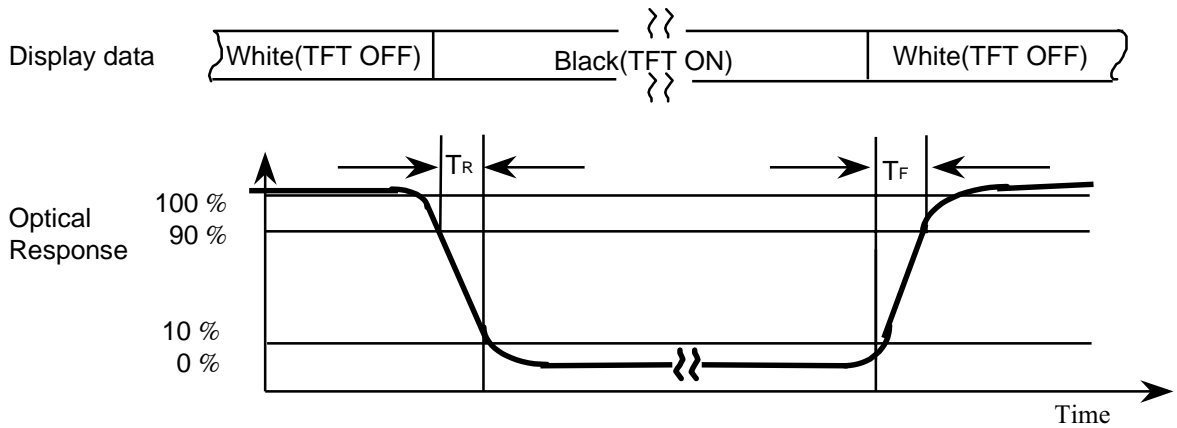 Display data
White(TFT OFF)
Black(TFT ON)
White(TFT OFF)
TR
TF
Optical
Response
100 %
90 %
10 %
0 %
Time